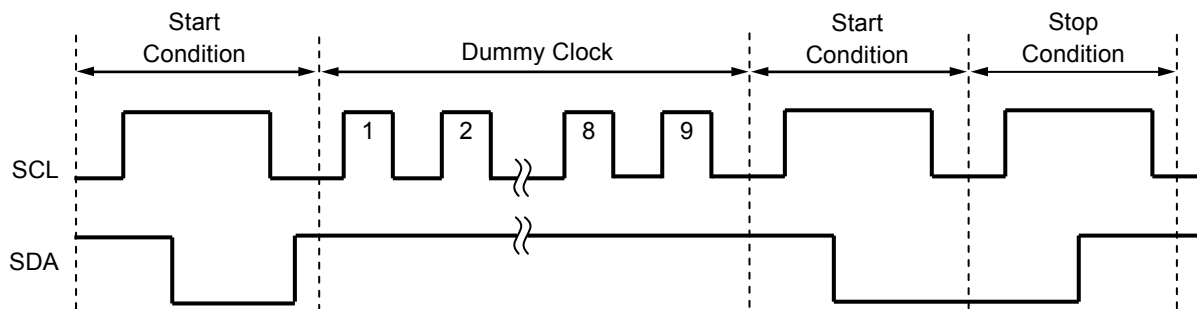 Start
Condition
Dummy Clock
Start
Condition
Stop
Condition
SCL
1
2
8
9
SDA